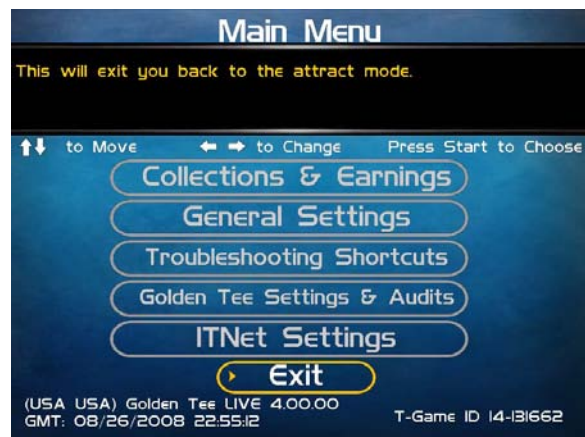 Main Menu
This will exit you back to the attract mode.
to Move to Change Press Start to Choose
Collections & Earnings
General Settings
Troubleshooting Shortcuts
Golden Tee Settings & Audits
ITNet Settings
Exit
(USA USA) Golden Tee LIVE 4.00.00
GMT: 08/26/2008 22:55:12
T-Game ID 14-131662